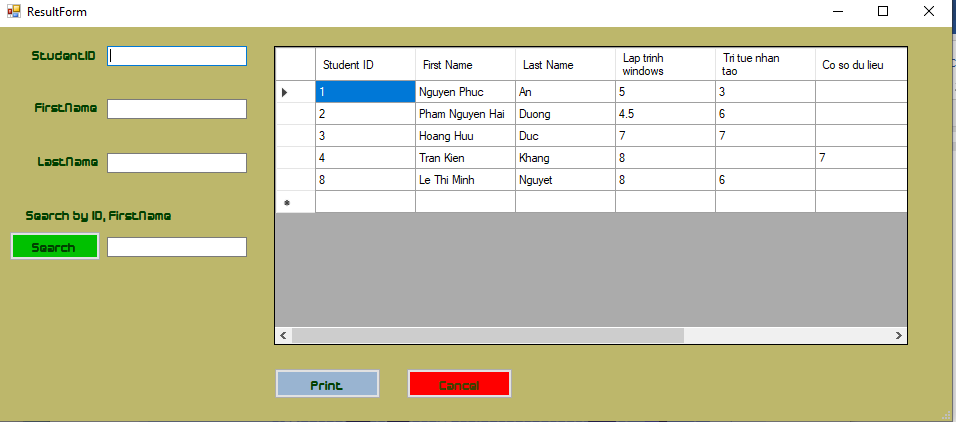 ResultForm
StudentID
FirstName
LastName
Search by ID, FirstName
Search
Student ID First Name Last Name Lap trinh windows Tri tue nhan tao Co so du lieu
1 Nguyen Phuc An 5 3
2 Pham Nguyen Hai Duong 4.5 6
3 Hoang Huu Duc 7 7
4 Tran Kien Khang 8 7
8 Le Thi Minh Nguyet 8 6
Print
Cancel